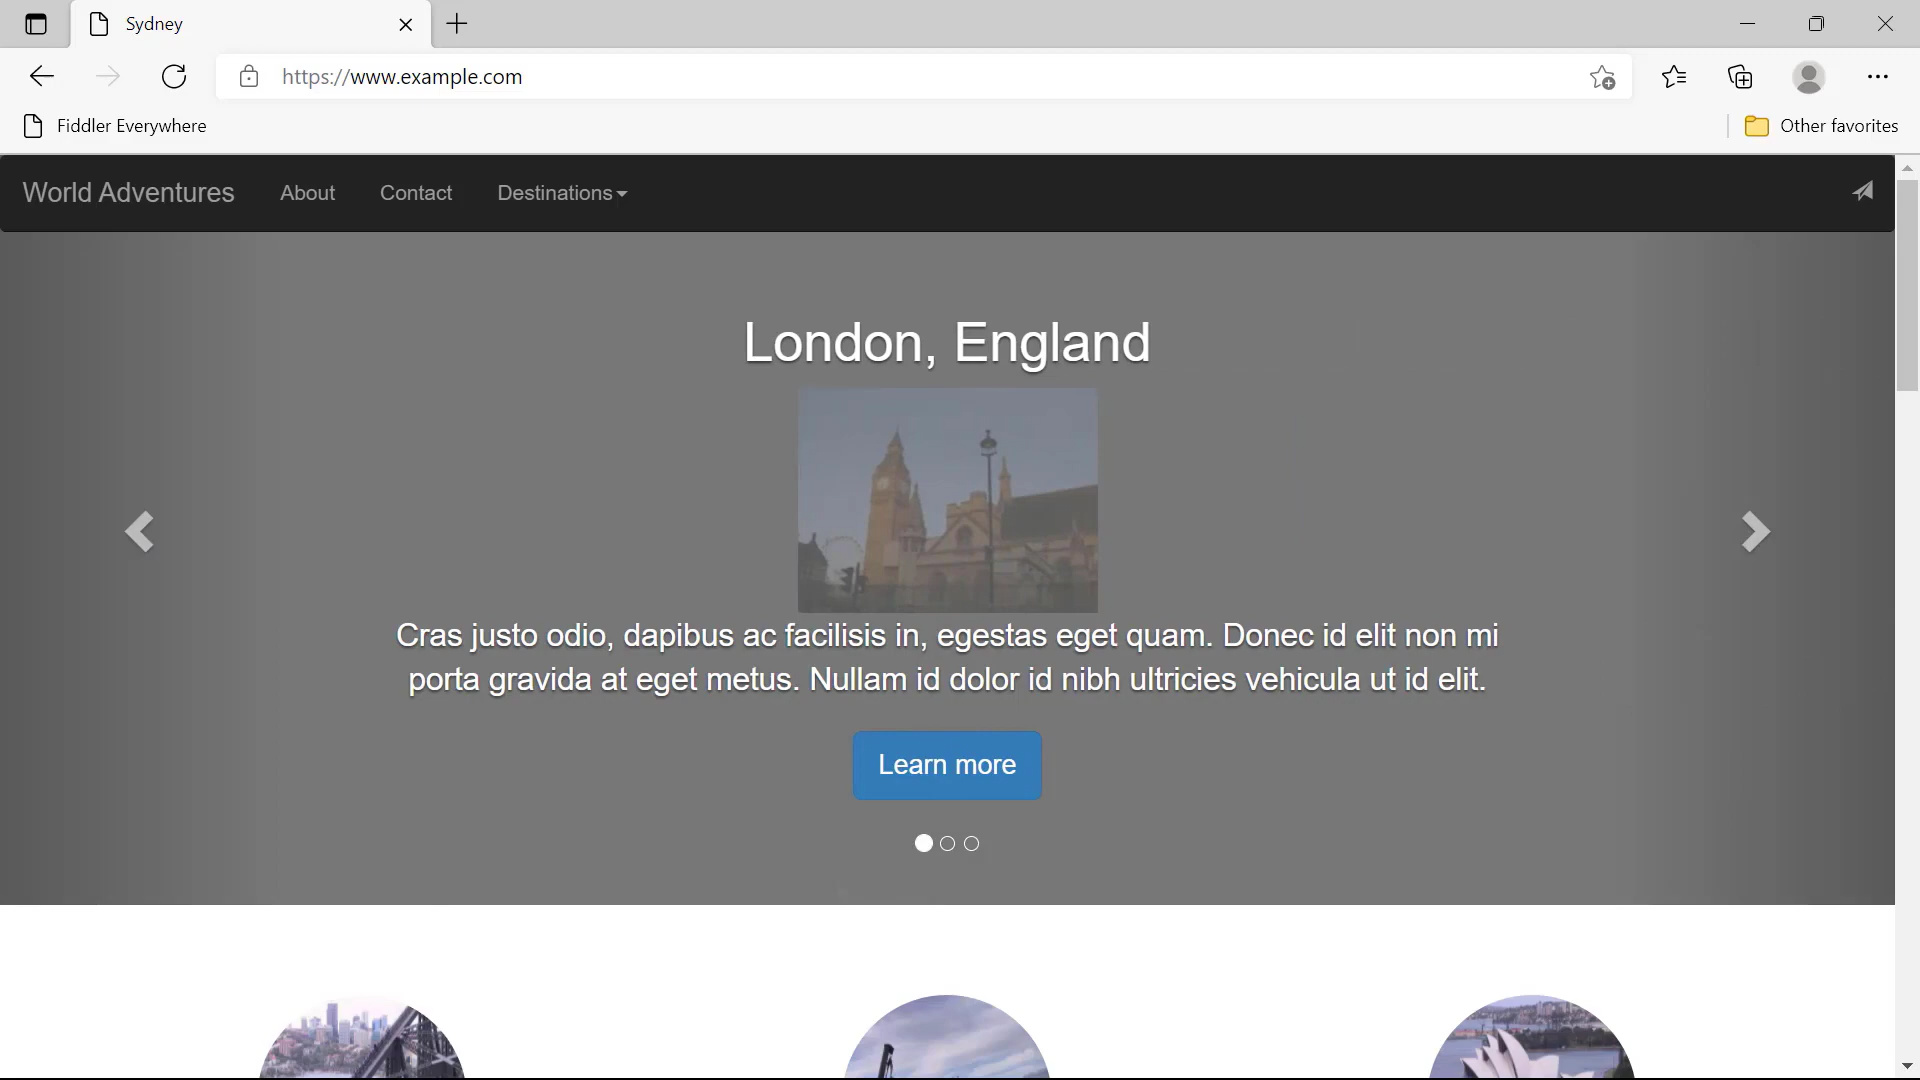 Sydney
https://www.example.com
Fiddler Everywhere
Other favorites
World Adventures About Contact Destinations
London, England
Cras justo odio, dapibus ac facilisis in, egestas eget quam. Donec id elit non mi
porta gravida at eget metus. Nullam id dolor id nibh ultricies vehicula ut id elit.
Learn more